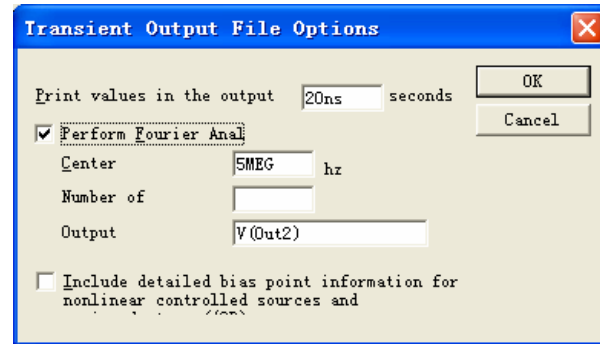 Transient Output File Options
Print values in the output 20ns seconds
OK
Cancel
Perform Fourier Anal
Center 5MEG hz
Number of
Output V(Out2)
Include detailed bias point information for
nonlinear controlled sources and